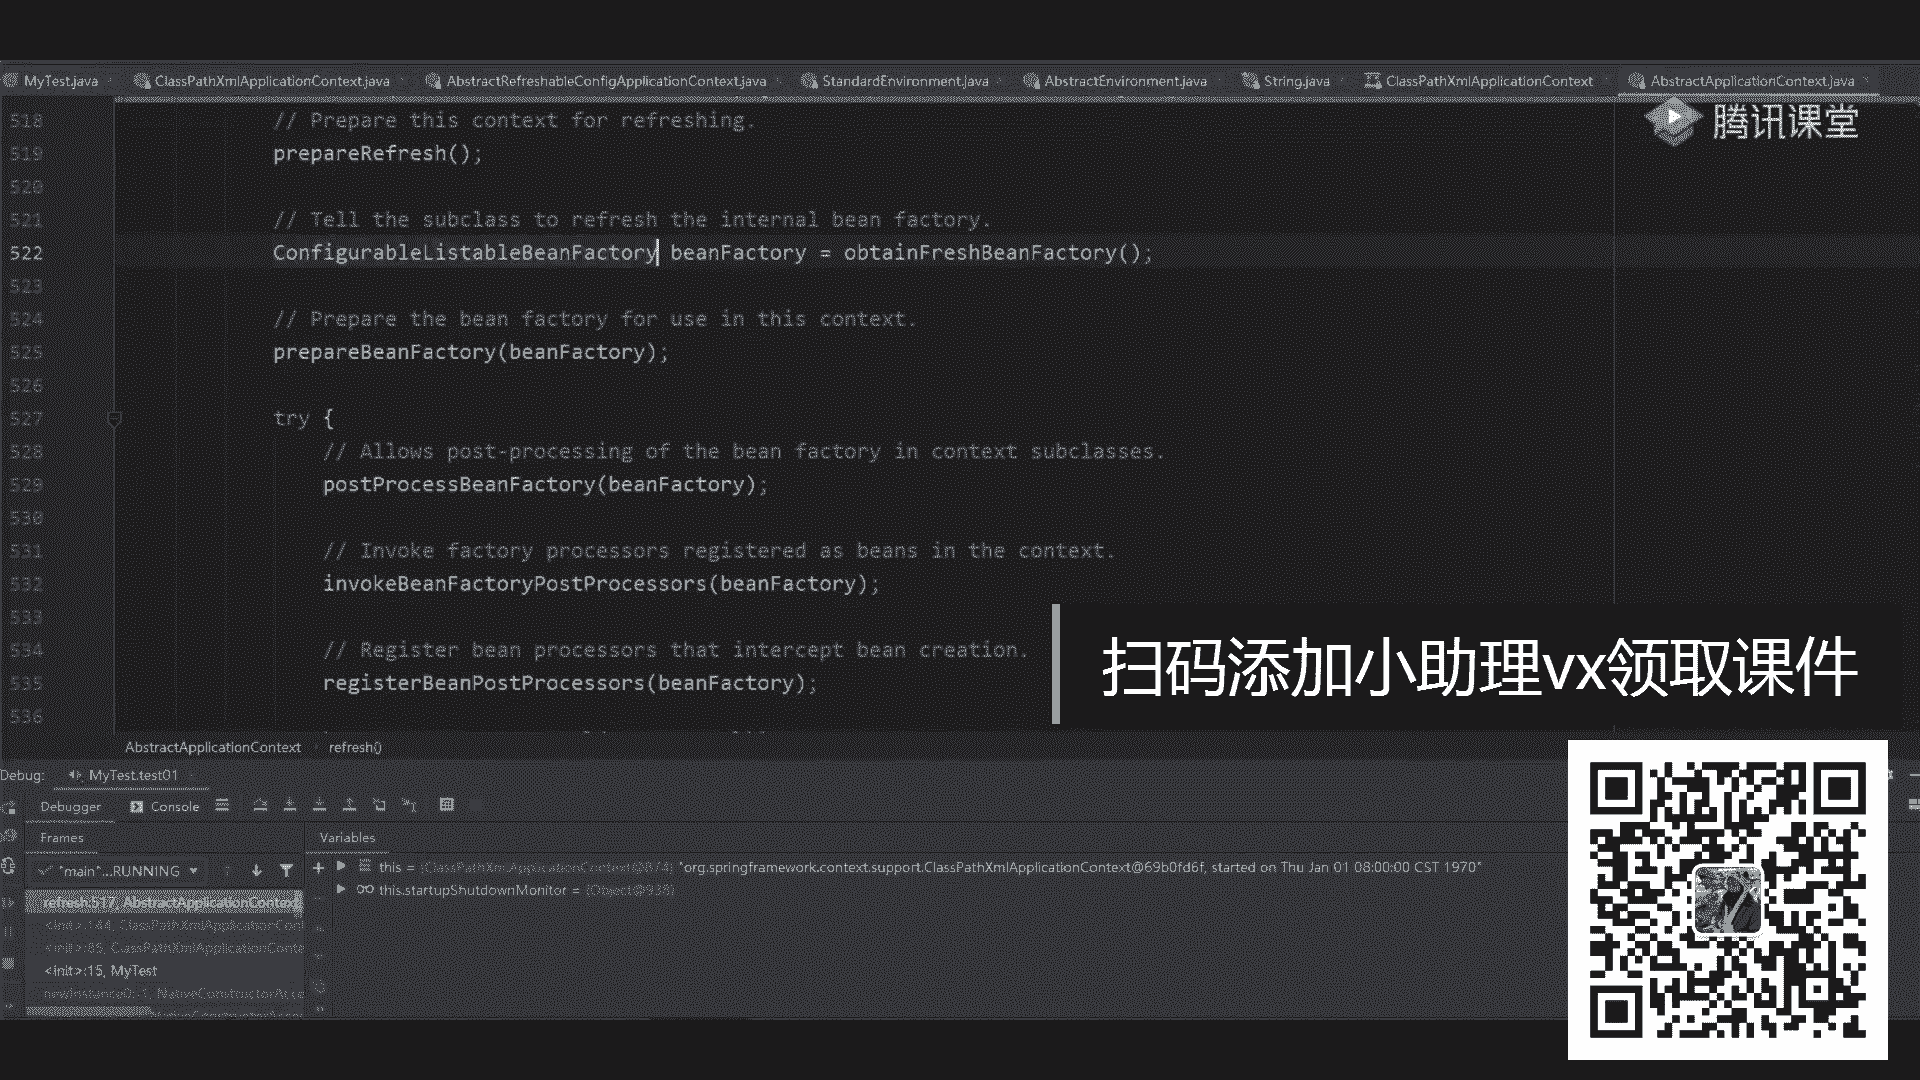 MyTest.java ClassPathXmlApplicationContext.java AbstractRefreshableConfigApplicationContext.java StandardEnvironment.java AbstractEnvironment.java String.java ClassPathXmlApplicationContext AbstractApplicationContext.java
腾讯课堂
518 // Prepare this context for refreshing.
519 prepareRefresh();
520
521 // Tell the subclass to refresh the internal bean factory.
522 ConfigurableListableBeanFactory beanFactory = obtainFreshBeanFactory();
523
524 // Prepare the bean factory for use in this context.
525 prepareBeanFactory(beanFactory);
526
527 try {
528 // Allows post-processing of the bean factory in context subclasses.
529 postProcessBeanFactory(beanFactory);
530
531 // Invoke factory processors registered as beans in the context.
532 invokeBeanFactoryPostProcessors(beanFactory);
533
534 // Register bean processors that intercept bean creation.
535 registerBeanPostProcessors(beanFactory);
536
扫码添加小助理vx领取课件
AbstractApplicationContext refresh()
Debug: MyTest.test01
Debugger Console
Frames Variables
"main"...RUNNING
this = {ClassPathXmlApplicationContext@874} "org.springframework.context.support.ClassPathXmlApplicationContext@69b0fd6f, started on Thu Jan 01 08:00:00 CST 1970"
this.startupShutdownMonitor = {Object@938}
refresh:517, AbstractApplicationContext
<init>:144, ClassPathXmlApplicationCont
<init>:85, ClassPathXmlApplicationConte
<init>:15, MyTest
newInstance0:-1, NativeConstructorAcce